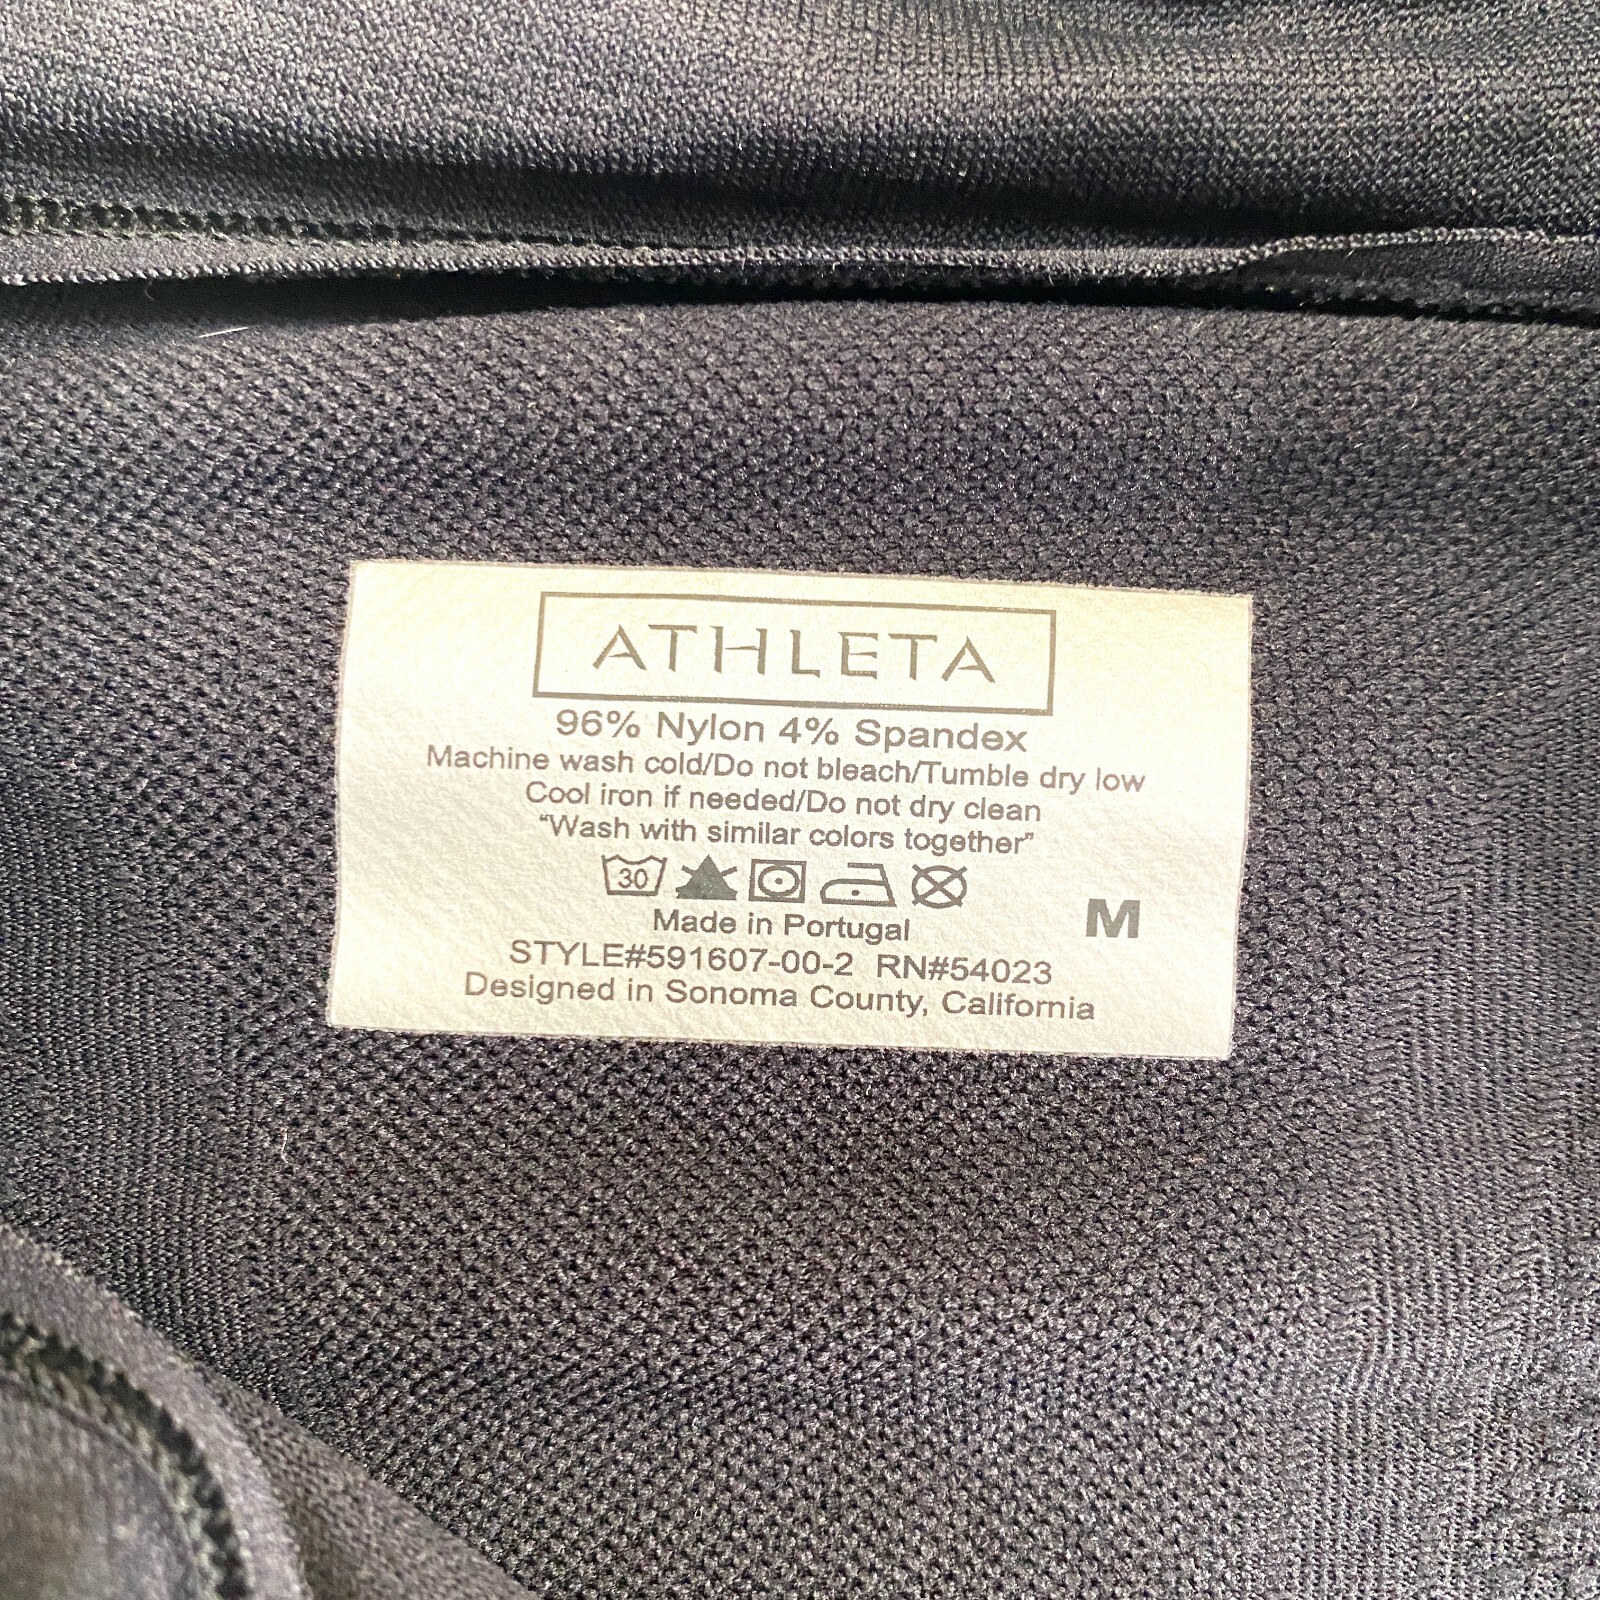 ATHLETA
96% Nylon 4% Spandex
Machine wash cold/Do not bleach/Tumble dry low
Cool iron if needed/Do not dry clean
“Wash with similar colors together”
30
M
Made in Portugal
STYLE#591607-00-2 RN#54023
Designed in Sonoma County, California